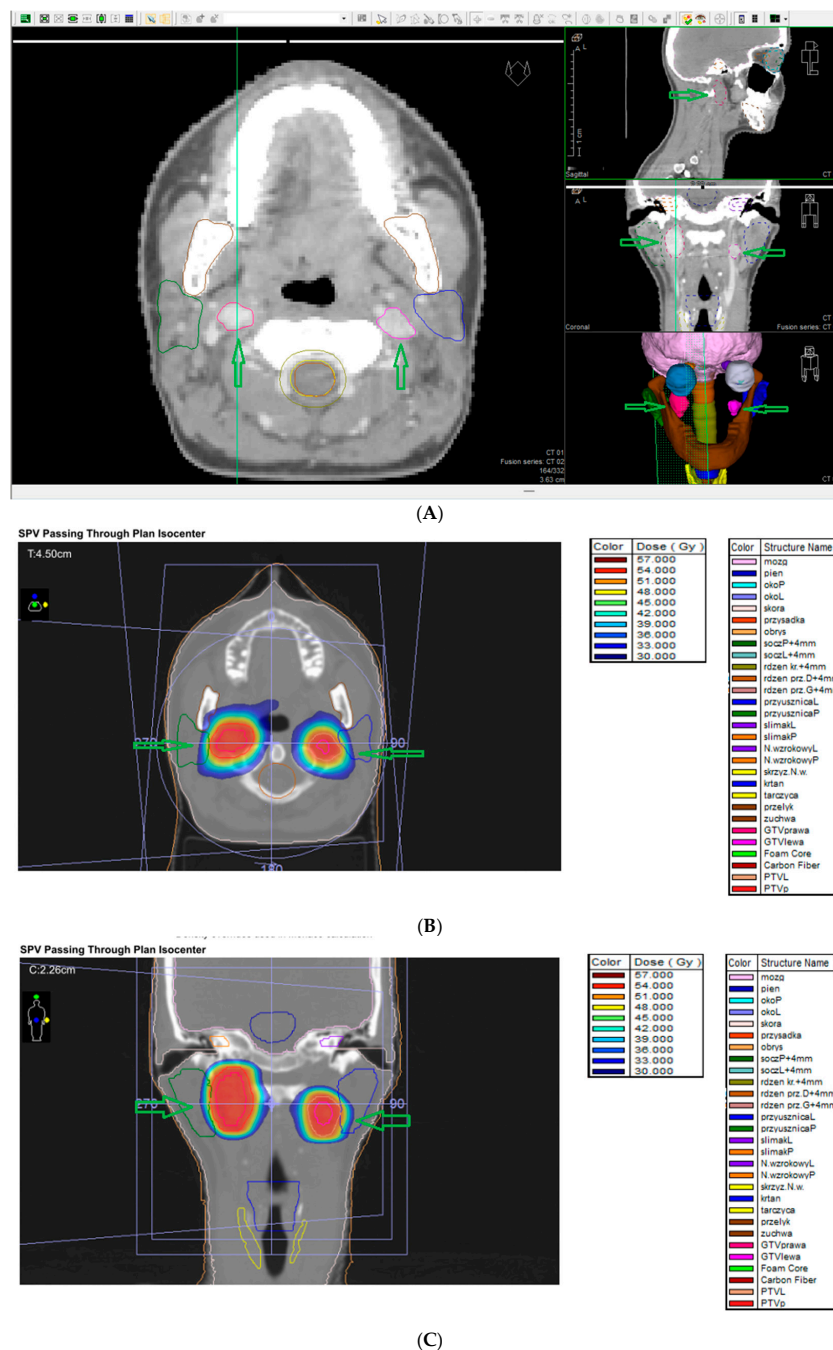 A L
1 cm
Sagittal
CT
A L
Coronal
Fusion series: CT
CT 01
Fusion series: CT 02
164/332
3.63 cm
CT
(A)
SPV Passing Through Plan Isocenter
T:4.50cm
270
90
180
Color Dose ( Gy )
57.000
54.000
51.000
48.000
45.000
42.000
39.000
36.000
33.000
30.000
Color Structure Name
mozg
pien
okoP
okoL
skora
przysadka
obrys
soczP+4mm
soczL+4mm
rdzen kr.+4mm
rdzen prz.D+4mm
rdzen prz.G+4mm
przyusznicaL
przyusznicaP
slimakL
slimakP
N.wzrokowyL
N.wzrokowyP
skrzyz.N.w.
krtan
tarczyca
przelyk
zuchwa
GTVprawa
GTVlewa
Foam Core
Carbon Fiber
PTVL
PTVp
(B)
SPV Passing Through Plan Isocenter
C:2.26cm
270
90
Color Dose ( Gy )
57.000
54.000
51.000
48.000
45.000
42.000
39.000
36.000
33.000
30.000
Color Structure Name
mozg
pien
okoP
okoL
skora
przysadka
obrys
soczP+4mm
soczL+4mm
rdzen kr.+4mm
rdzen prz.D+4mm
rdzen prz.G+4mm
przyusznicaL
przyusznicaP
slimakL
slimakP
N.wzrokowyL
N.wzrokowyP
skrzyz.N.w.
krtan
tarczyca
przelyk
zuchwa
GTVprawa
GTVlewa
Foam Core
Carbon Fiber
PTVL
PTVp
(C)